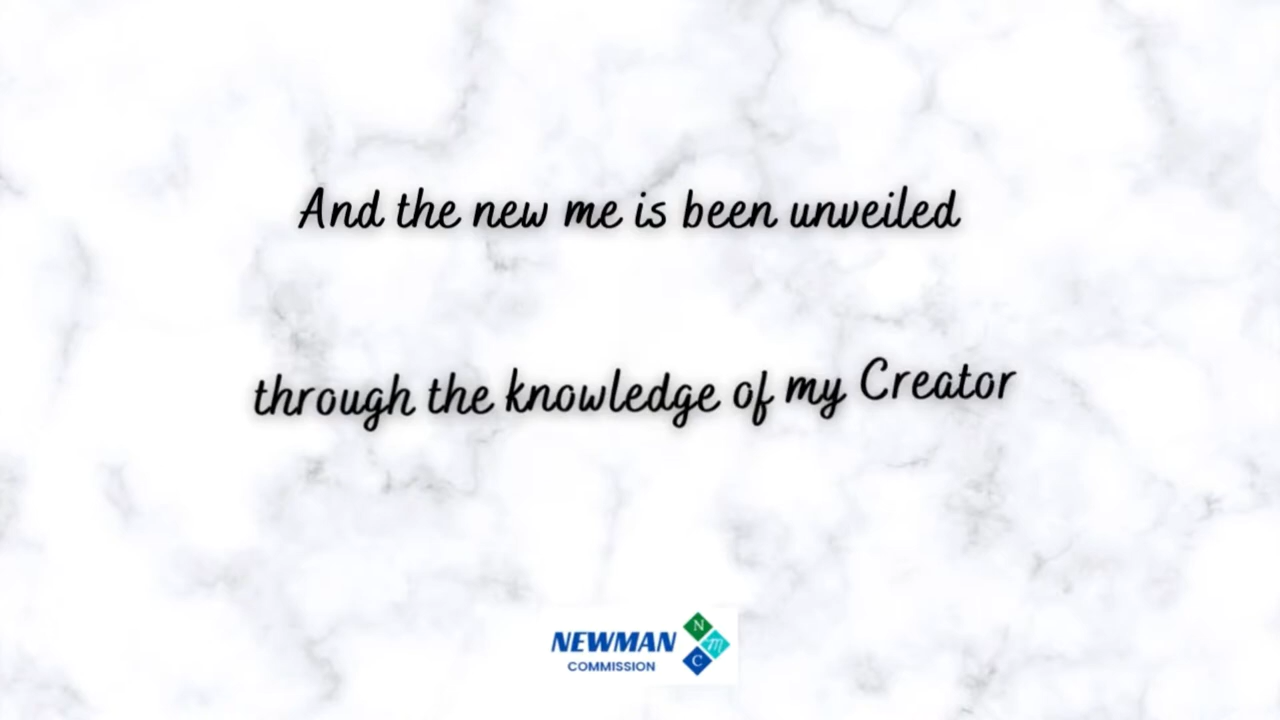 And the new me is been unveiled
through the knowledge of my Creator
NEWMAN
COMMISSION
N
m
C